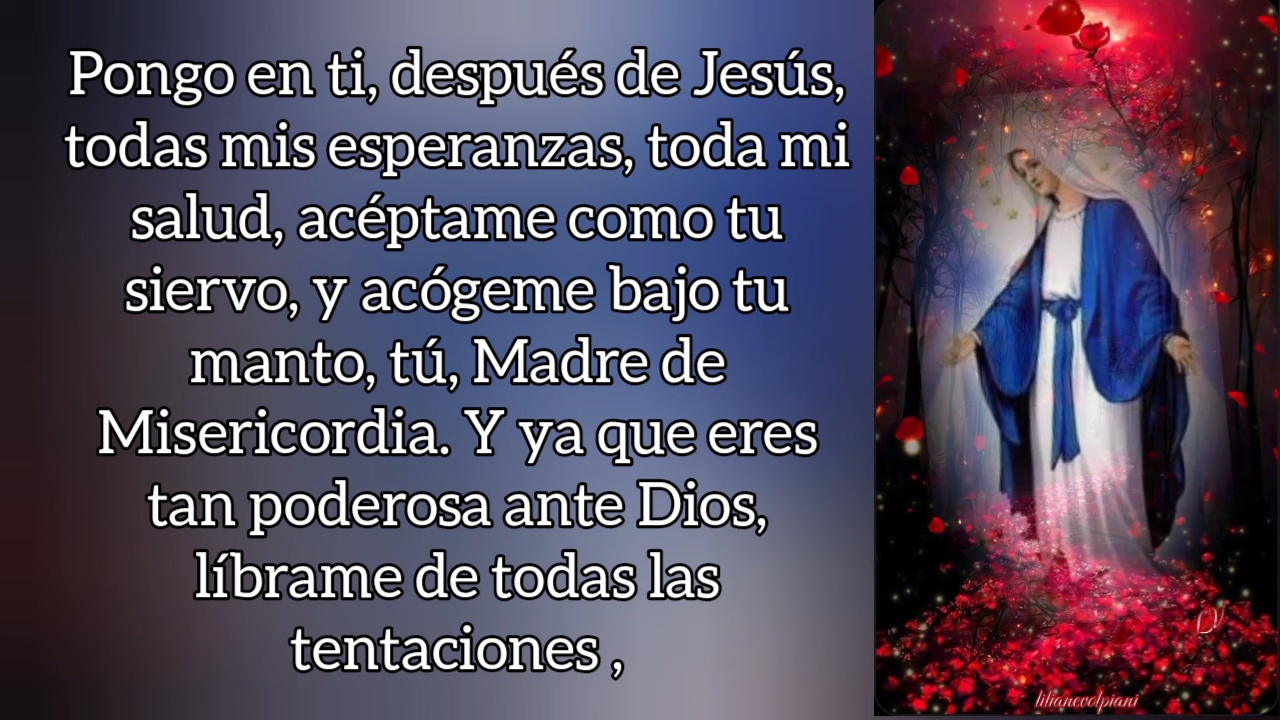 Pongo en ti, después de Jesús,
todas mis esperanzas, toda mi
salud, acéptame como tu
siervo, y acógeme bajo tu
manto, tú, Madre de
Misericordia. Y ya que eres
tan poderosa ante Dios,
líbrame de todas las
tentaciones ,
lilianevolpiani